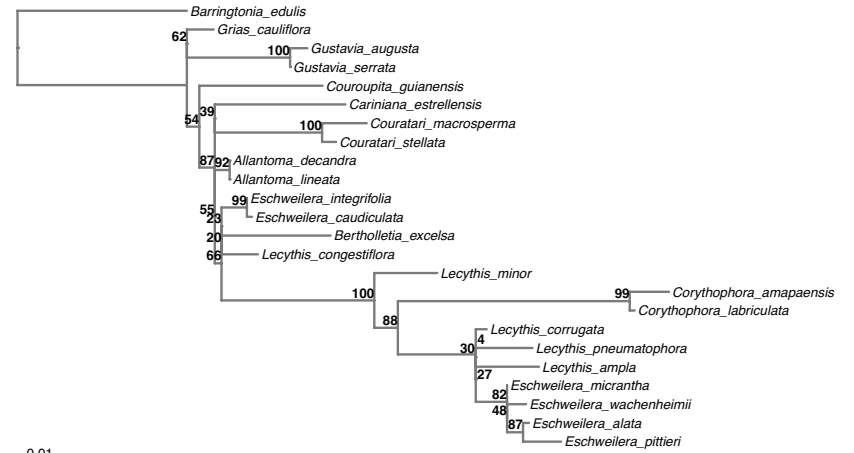 Barringtonia_edulis
Grias_cauliflora
62
Gustavia_augusta
100
Gustavia_serrata
Couroupita_guianensis
Cariniana_estrellensis
39
54
Couratari_macrosperma
100
Couratari_stellata
87
92
Allantoma_decandra
Allantoma_lineata
Eschweilera_integrifolia
99
55
Eschweilera_caudiculata
23
Bertholletia_excelsa
20
Lecythis_congestiflora
66
Lecythis_minor
100
Corythophora_amapaensis
99
Corythophora_labriculata
88
Lecythis_corrugata
4
30
Lecythis_pneumatophora
Lecythis_ampla
27
Eschweilera_micrantha
82
Eschweilera_wachenheimii
48
Eschweilera_alata
87
Eschweilera_pittieri
0.01